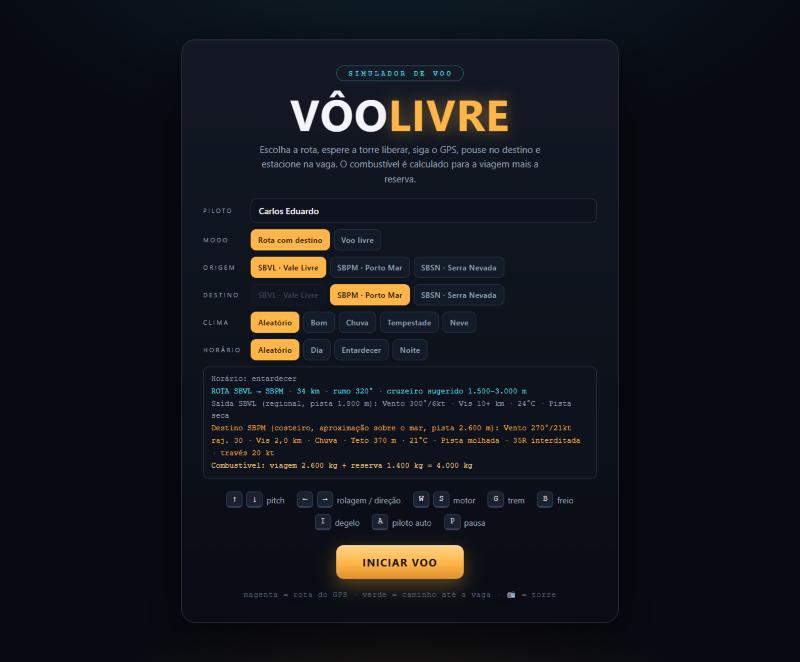 SIMULADOR DE VOO
VÔOLIVRE
Escolha a rota, espere a torre liberar, siga o GPS, pouse no destino e
estacione na vaga. O combustível é calculado para a viagem mais a
reserva.
PILOTO Carlos Eduardo
MODO Rota com destino Voo livre
ORIGEM SBVL · Vale Livre SBPM · Porto Mar SBSN · Serra Nevada
DESTINO SBVL · Vale Livre SBPM · Porto Mar SBSN · Serra Nevada
CLIMA Aleatório Bom Chuva Tempestade Neve
HORÁRIO Aleatório Dia Entardecer Noite
Horário: entardecer
ROTA SBVL → SBPM · 34 km · rumo 320° · cruzeiro sugerido 1.500–3.000 m
Saída SBVL (regional, pista 1.800 m): Vento 300°/6kt · Vis 10+ km · 24°C · Pista
seca
Destino SBPM (costeiro, aproximação sobre o mar, pista 2.600 m): Vento 270°/21kt
raj. 30 · Vis 2,0 km · Chuva · Teto 370 m · 21°C · Pista molhada · 35R interditada
· través 20 kt
Combustível: viagem 2.600 kg + reserva 1.400 kg = 4.000 kg
↑ ↓ pitch ← → rolagem / direção W S motor G trem B freio
I degelo A piloto auto P pausa
INICIAR VOO
magenta = rota do GPS · verde = caminho até a vaga · 📻 = torre